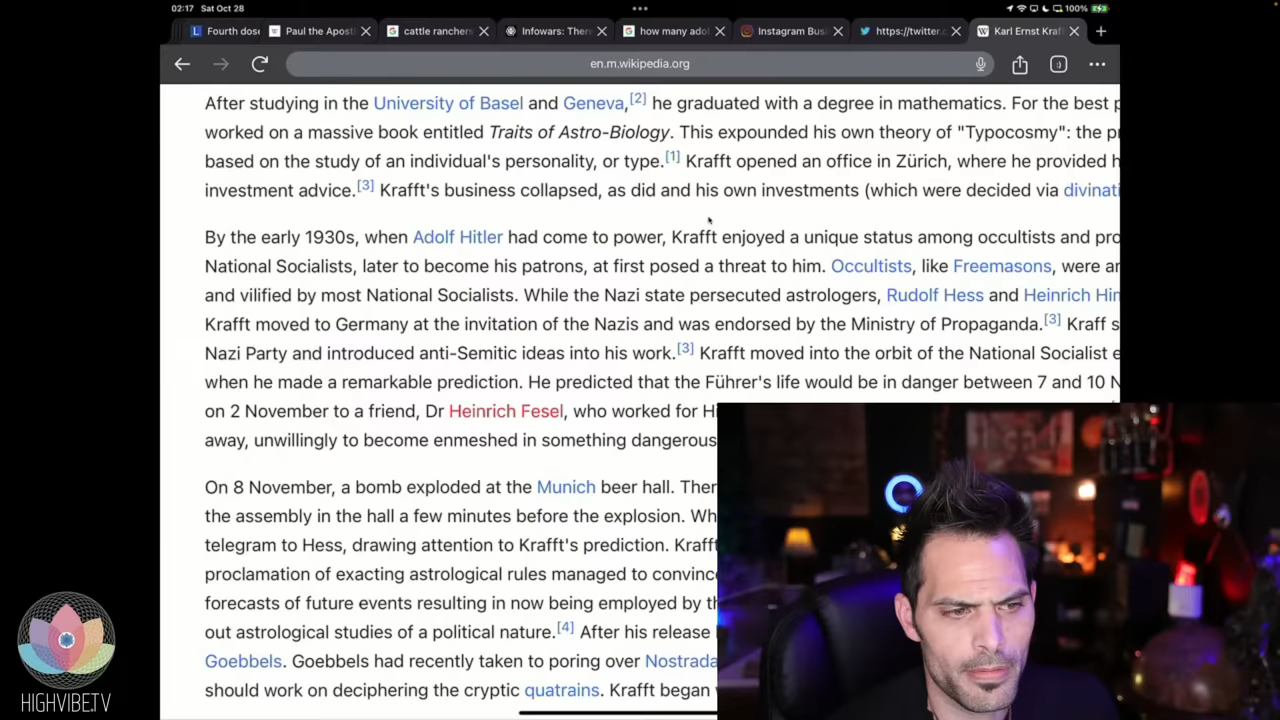 02:17 Sat Oct 28
100%
Fourth dose
Paul the Apost
cattle ranchers
Infowars: Ther
how many adol
Instagram Busi
https://twitter.c
Karl Ernst Kraf
en.m.wikipedia.org
After studying in the University of Basel and Geneva,[2] he graduated with a degree in mathematics. For the best
worked on a massive book entitled Traits of Astro-Biology. This expounded his own theory of "Typocosmy": the
based on the study of an individual's personality, or type.[1] Krafft opened an office in Zürich, where he provided
investment advice.[3] Krafft's business collapsed, as did and his own investments (which were decided via divinati
By the early 1930s, when Adolf Hitler had come to power, Krafft enjoyed a unique status among occultists and pro
National Socialists, later to become his patrons, at first posed a threat to him. Occultists, like Freemasons, were
and vilified by most National Socialists. While the Nazi state persecuted astrologers, Rudolf Hess and Heinrich
Krafft moved to Germany at the invitation of the Nazis and was endorsed by the Ministry of Propaganda.[3] Kraff s
Nazi Party and introduced anti-Semitic ideas into his work.[3] Krafft moved into the orbit of the National Socialist e
when he made a remarkable prediction. He predicted that the Führer's life would be in danger between 7 and 10 N
on 2 November to a friend, Dr Heinrich Fesel, who worked for
away, unwillingly to become enmeshed in something dangerous
On 8 November, a bomb exploded at the Munich beer hall. Ther
the assembly in the hall a few minutes before the explosion. Wh
telegram to Hess, drawing attention to Krafft's prediction. Krafft
proclamation of exacting astrological rules managed to convinc
forecasts of future events resulting in now being employed by th
out astrological studies of a political nature.[4] After his release
Goebbels. Goebbels had recently taken to poring over Nostrada
should work on deciphering the cryptic quatrains. Krafft began
HIGHVIBE.TV